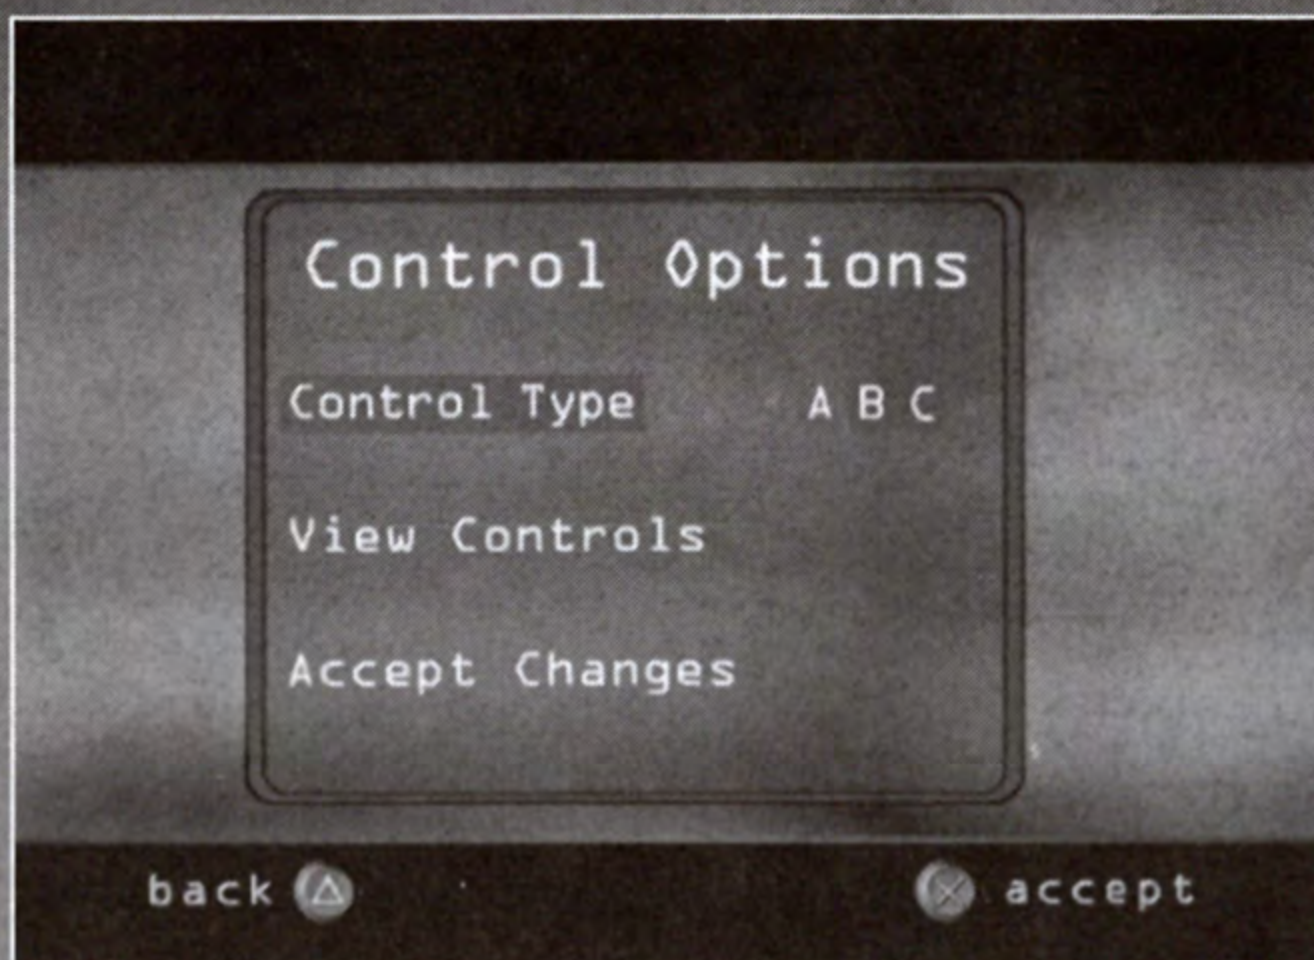 Control Options
Control Type A B C
View Controls
Accept Changes
back accept